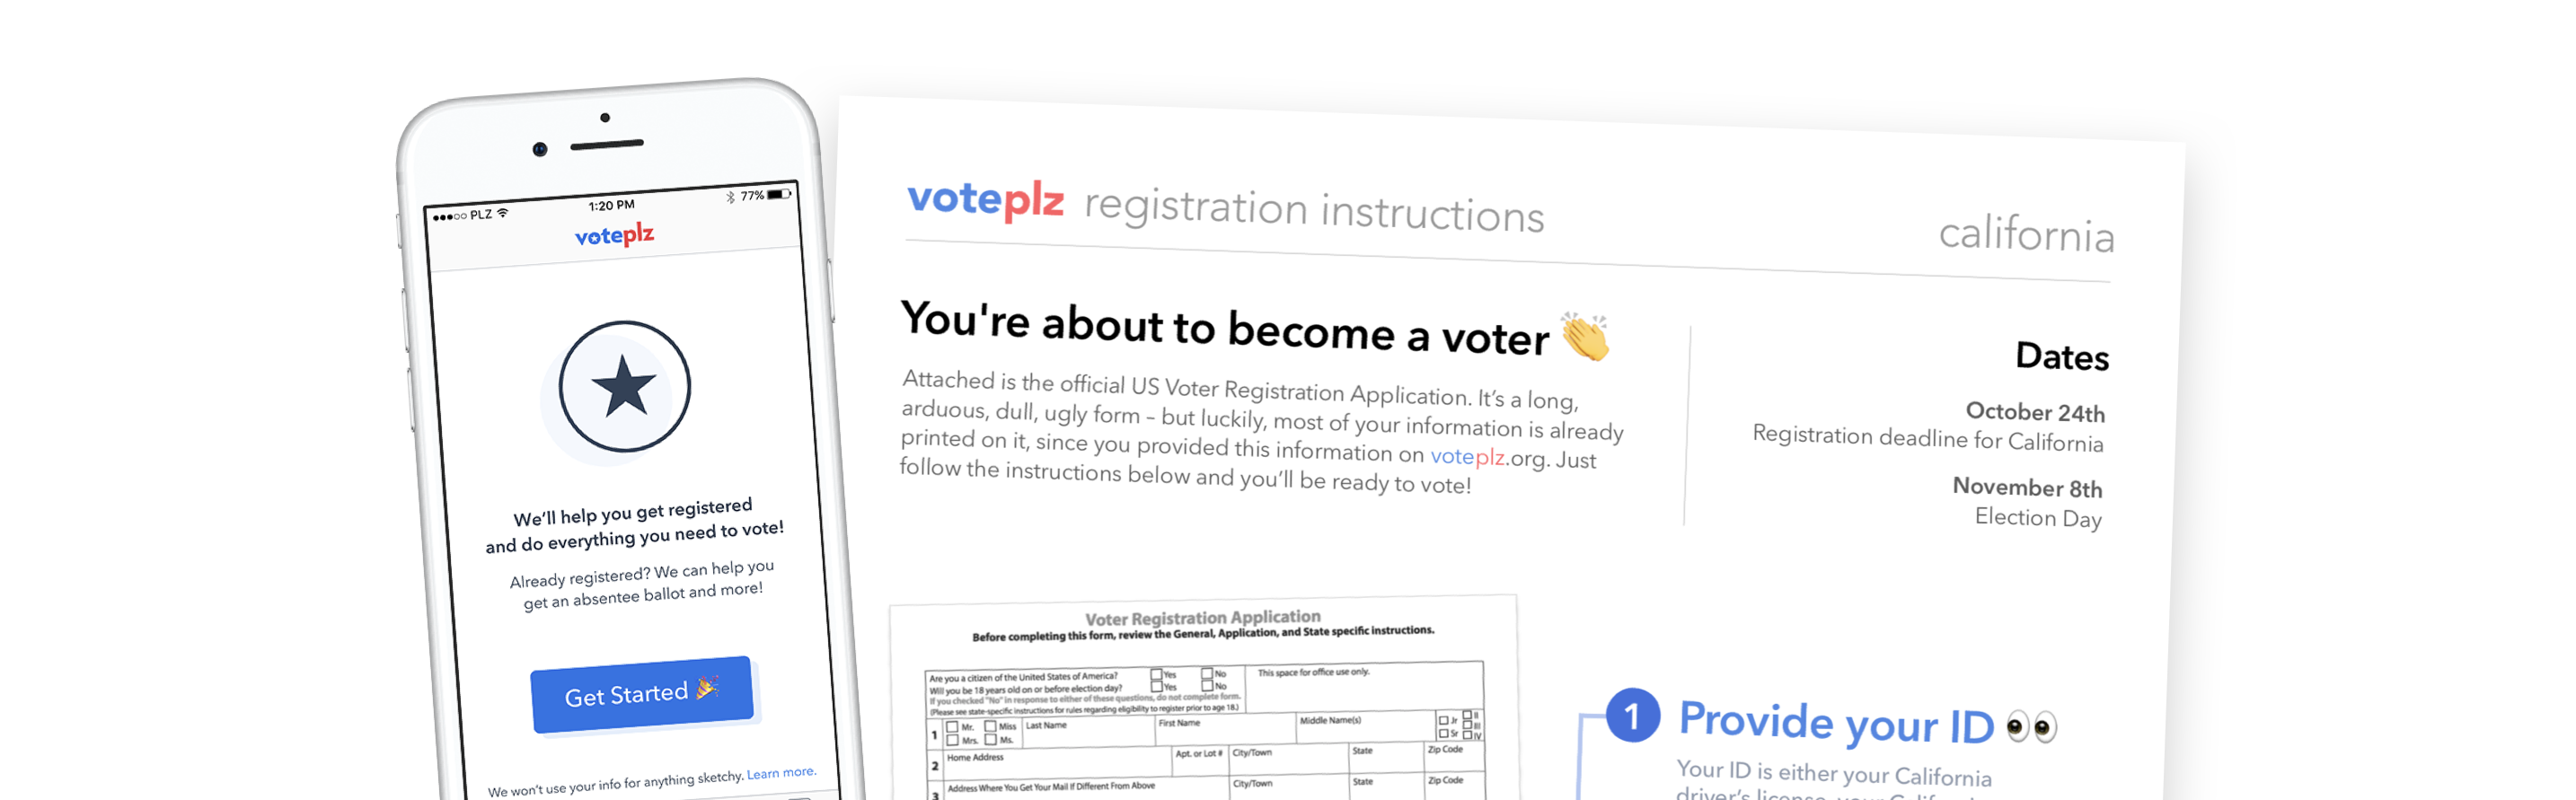 PLZ 1:20 PM 77%
voteplz
We'll help you get registered
and do everything you need to vote!
Already registered? We can help you
get an absentee ballot and more!
Get Started 🎉
We won't use your info for anything sketchy. Learn more.
voteplz registration instructions
california
You're about to become a voter 👏
Attached is the official US Voter Registration Application. It's a long,
arduous, dull, ugly form – but luckily, most of your information is already
printed on it, since you provided this information on voteplz.org. Just
follow the instructions below and you'll be ready to vote!
Dates
October 24th
Registration deadline for California
November 8th
Election Day
Voter Registration Application
Before completing this form, review the General, Application, and State specific instructions.
Are you a citizen of the United States of America? Yes No
Will you be 18 years old on or before election day? Yes No
If you checked "No" in response to either of these questions, do not complete form.
(Please see state-specific instructions for rules regarding eligibility to register prior to age 18.)
This space for office use only.
1 Mr. Miss Last Name First Name Middle Name(s) Jr II
Mrs. Ms. Sr III IV
2 Home Address Apt. or Lot # City/Town State Zip Code
3 Address Where You Get Your Mail If Different From Above City/Town State Zip Code
1 Provide your ID 👀
Your ID is either your California
driver's license, your